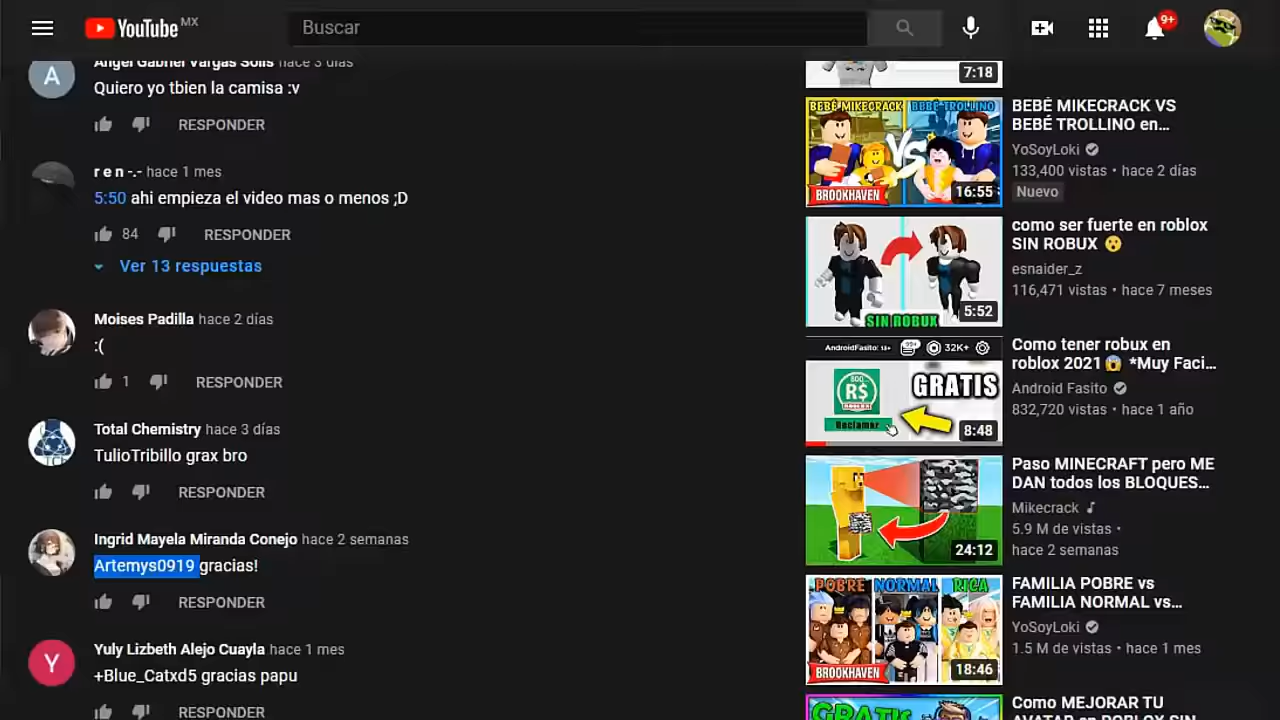 YouTube MX
Buscar
9+
Angel Gabriel Vargas Solis hace 3 días
A
Quiero yo tbien la camisa :v
RESPONDER
r e n -.- hace 1 mes
5:50 ahi empieza el video mas o menos ;D
84 RESPONDER
Ver 13 respuestas
Moises Padilla hace 2 días
:(
1 RESPONDER
Total Chemistry hace 3 días
TulioTribillo grax bro
RESPONDER
Ingrid Mayela Miranda Conejo hace 2 semanas
Artemys0919 gracias!
RESPONDER
Yuly Lizbeth Alejo Cuayla hace 1 mes
Y
+Blue_Catxd5 gracias papu
RESPONDER
7:18
BEBÉ MIKECRACK BEBÉ TROLLINO
VS
BROOKHAVEN
16:55
BEBÉ MIKECRACK VS
BEBÉ TROLLINO en…
YoSoyLoki
133,400 vistas • hace 2 días
Nuevo
SIN ROBUX
5:52
como ser fuerte en roblox
SIN ROBUX 😮
esnaider_z
116,471 vistas • hace 7 meses
AndroidFasito: 13+ 99+ 32K+
800
R$
ROBLOX
GRATIS
Reclamar
8:48
Como tener robux en
roblox 2021😱 *Muy Faci…
Android Fasito
832,720 vistas • hace 1 año
24:12
Paso MINECRAFT pero ME
DAN todos los BLOQUES…
Mikecrack
5.9 M de vistas •
hace 2 semanas
POBRE NORMAL RICA
BROOKHAVEN
18:46
FAMILIA POBRE vs
FAMILIA NORMAL vs…
YoSoyLoki
1.5 M de vistas • hace 1 mes
GRATIS
Como MEJORAR TU
AVATAR en ROBLOX SIN